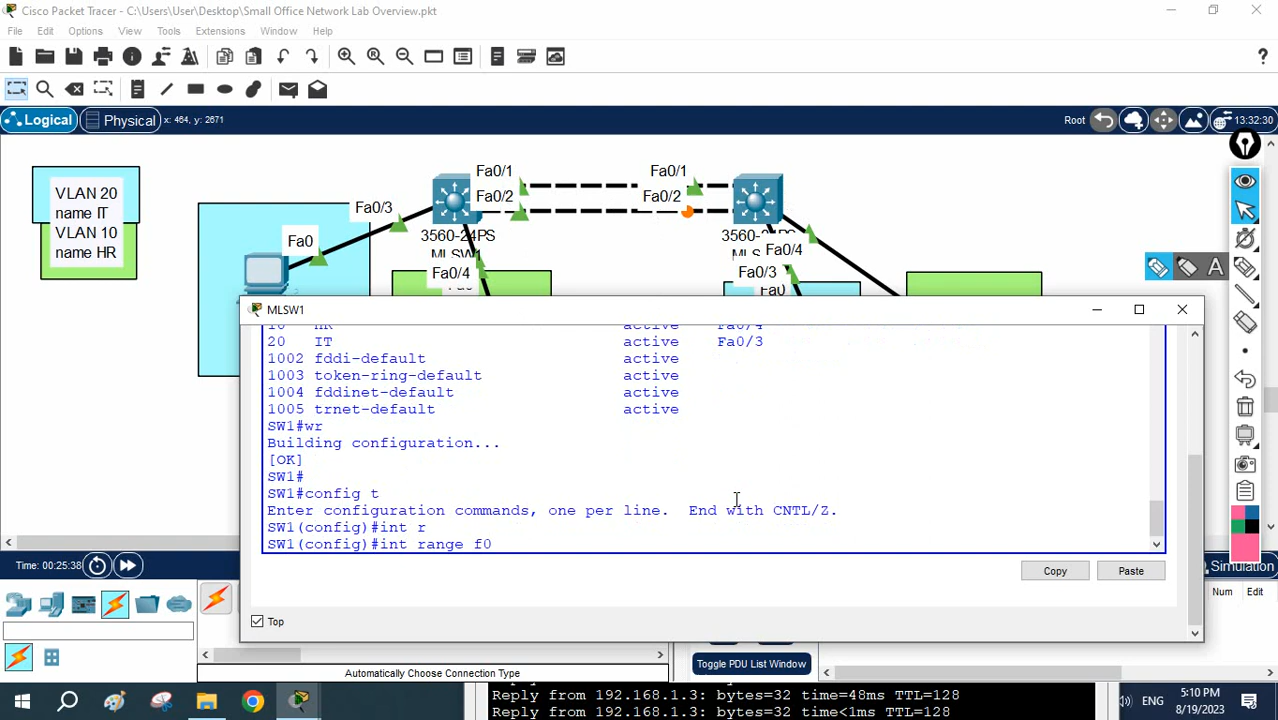 Cisco Packet Tracer - C:\Users\User\Desktop\Small Office Network Lab Overview.pkt
File Edit Options View Tools Extensions Window Help
Logical Physical x: 464, y: 2671 Root 13:32:30
VLAN 20
name IT
VLAN 10
name HR
Fa0/1 Fa0/1
Fa0/2 Fa0/2
Fa0/3
Fa0
3560-24PS 3560-24PS
MLSW1
Fa0/4
Fa0/4
Fa0/3
Fa0
MLSW1
20 IT active Fa0/3
1002 fddi-default active
1003 token-ring-default active
1004 fddinet-default active
1005 trnet-default active
SW1#wr
Building configuration...
[OK]
SW1#
SW1#config t
Enter configuration commands, one per line. End with CNTL/Z.
SW1(config)#int r
SW1(config)#int range f0
Copy Paste
Top
Time: 00:25:38 Simulation
Num Edit
Toggle PDU List Window
Automatically Choose Connection Type
Reply from 192.168.1.3: bytes=32 time=48ms TTL=128
Reply from 192.168.1.3: bytes=32 time<1ms TTL=128
ENG
5:10 PM
8/19/2023